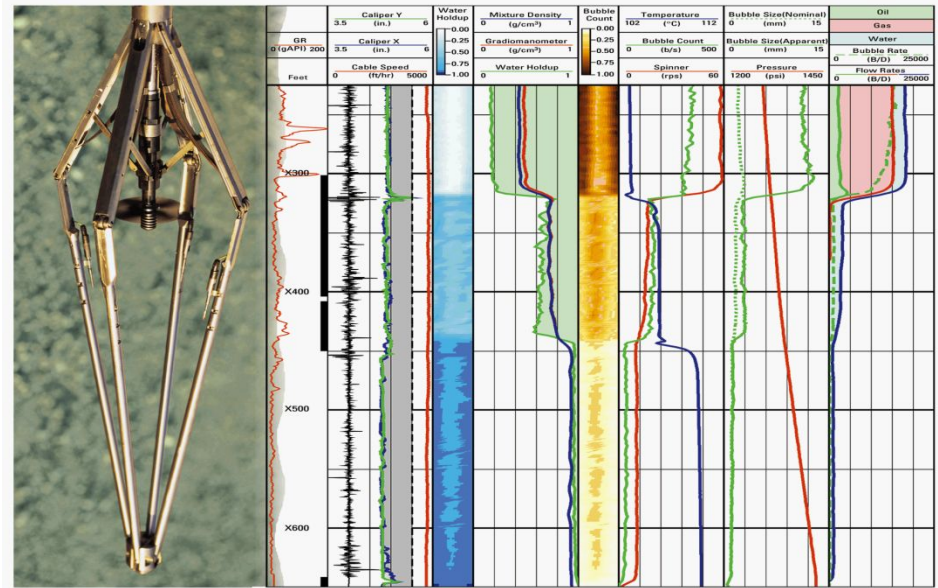 GR
0 (gAPI) 200
Feet
Caliper Y
3.5 (in.) 6
Caliper X
3.5 (in.) 6
Cable Speed
0 (ft/hr) 5000
Water
Holdup
0.00
0.25
0.50
0.75
1.00
Mixture Density
0 (g/cm³) 1
Gradiomanometer
0 (g/cm³) 1
Water Holdup
0 1
Bubble
Count
0.00
0.25
0.50
0.75
1.00
Temperature
102 (°C) 112
Bubble Count
0 (b/s) 500
Spinner
0 (rps) 60
Bubble Size(Nominal)
0 (mm) 15
Bubble Size(Apparent)
0 (mm) 15
Pressure
1200 (psi) 1450
Oil
Gas
Water
Bubble Rate
0 (B/D) 25000
Flow Rates
0 (B/D) 25000
X300
X400
X500
X600